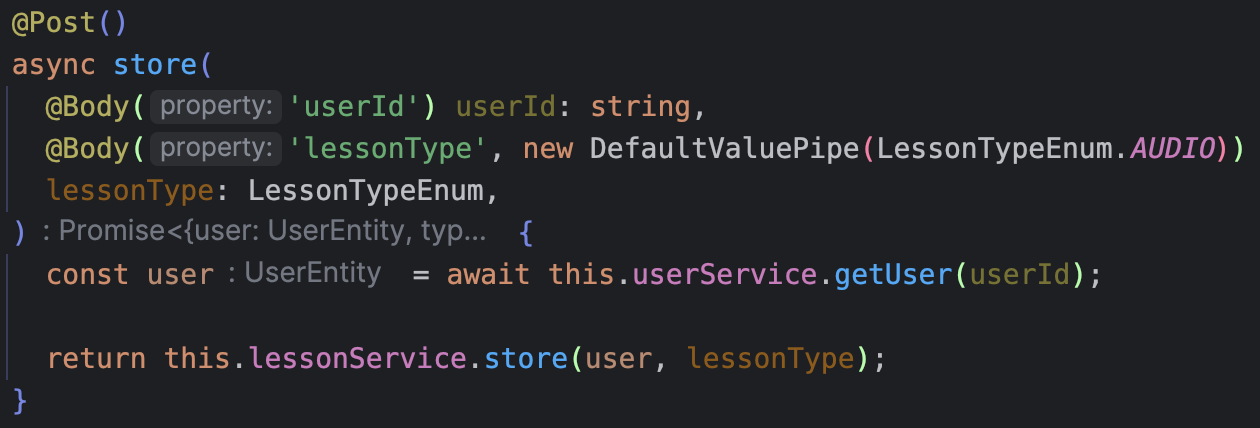 @Post()
async store(
@Body( property: 'userId') userId: string,
@Body( property: 'lessonType', new DefaultValuePipe(LessonTypeEnum.AUDIO))
lessonType: LessonTypeEnum,
) : Promise<{user: UserEntity, typ... {
const user : UserEntity = await this.userService.getUser(userId);
return this.lessonService.store(user, lessonType);
}